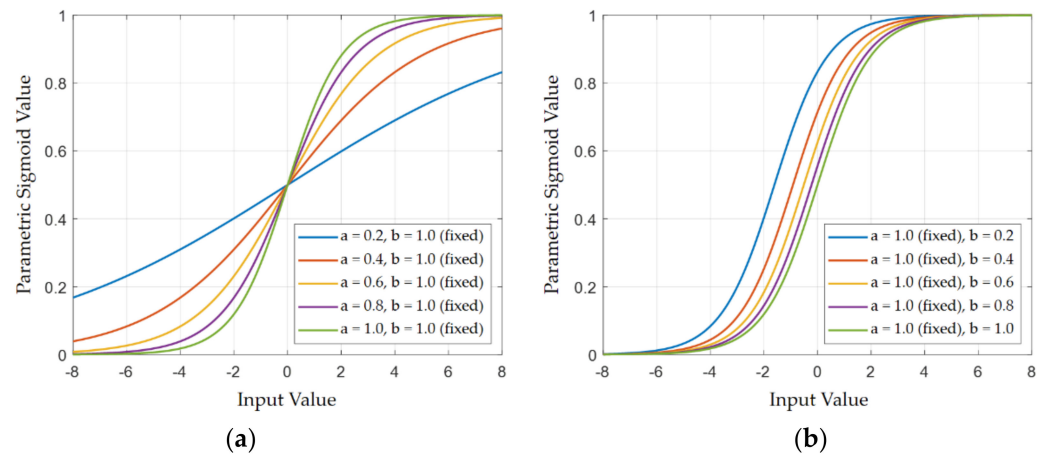 1
0.8
0.6
0.4
0.2
0
Parametric Sigmoid Value
a = 0.2, b = 1.0 (fixed)
a = 0.4, b = 1.0 (fixed)
a = 0.6, b = 1.0 (fixed)
a = 0.8, b = 1.0 (fixed)
a = 1.0, b = 1.0 (fixed)
-8 -6 -4 -2 0 2 4 6 8
Input Value
(a)
1
0.8
0.6
0.4
0.2
0
Parametric Sigmoid Value
a = 1.0 (fixed), b = 0.2
a = 1.0 (fixed), b = 0.4
a = 1.0 (fixed), b = 0.6
a = 1.0 (fixed), b = 0.8
a = 1.0 (fixed), b = 1.0
-8 -6 -4 -2 0 2 4 6 8
Input Value
(b)